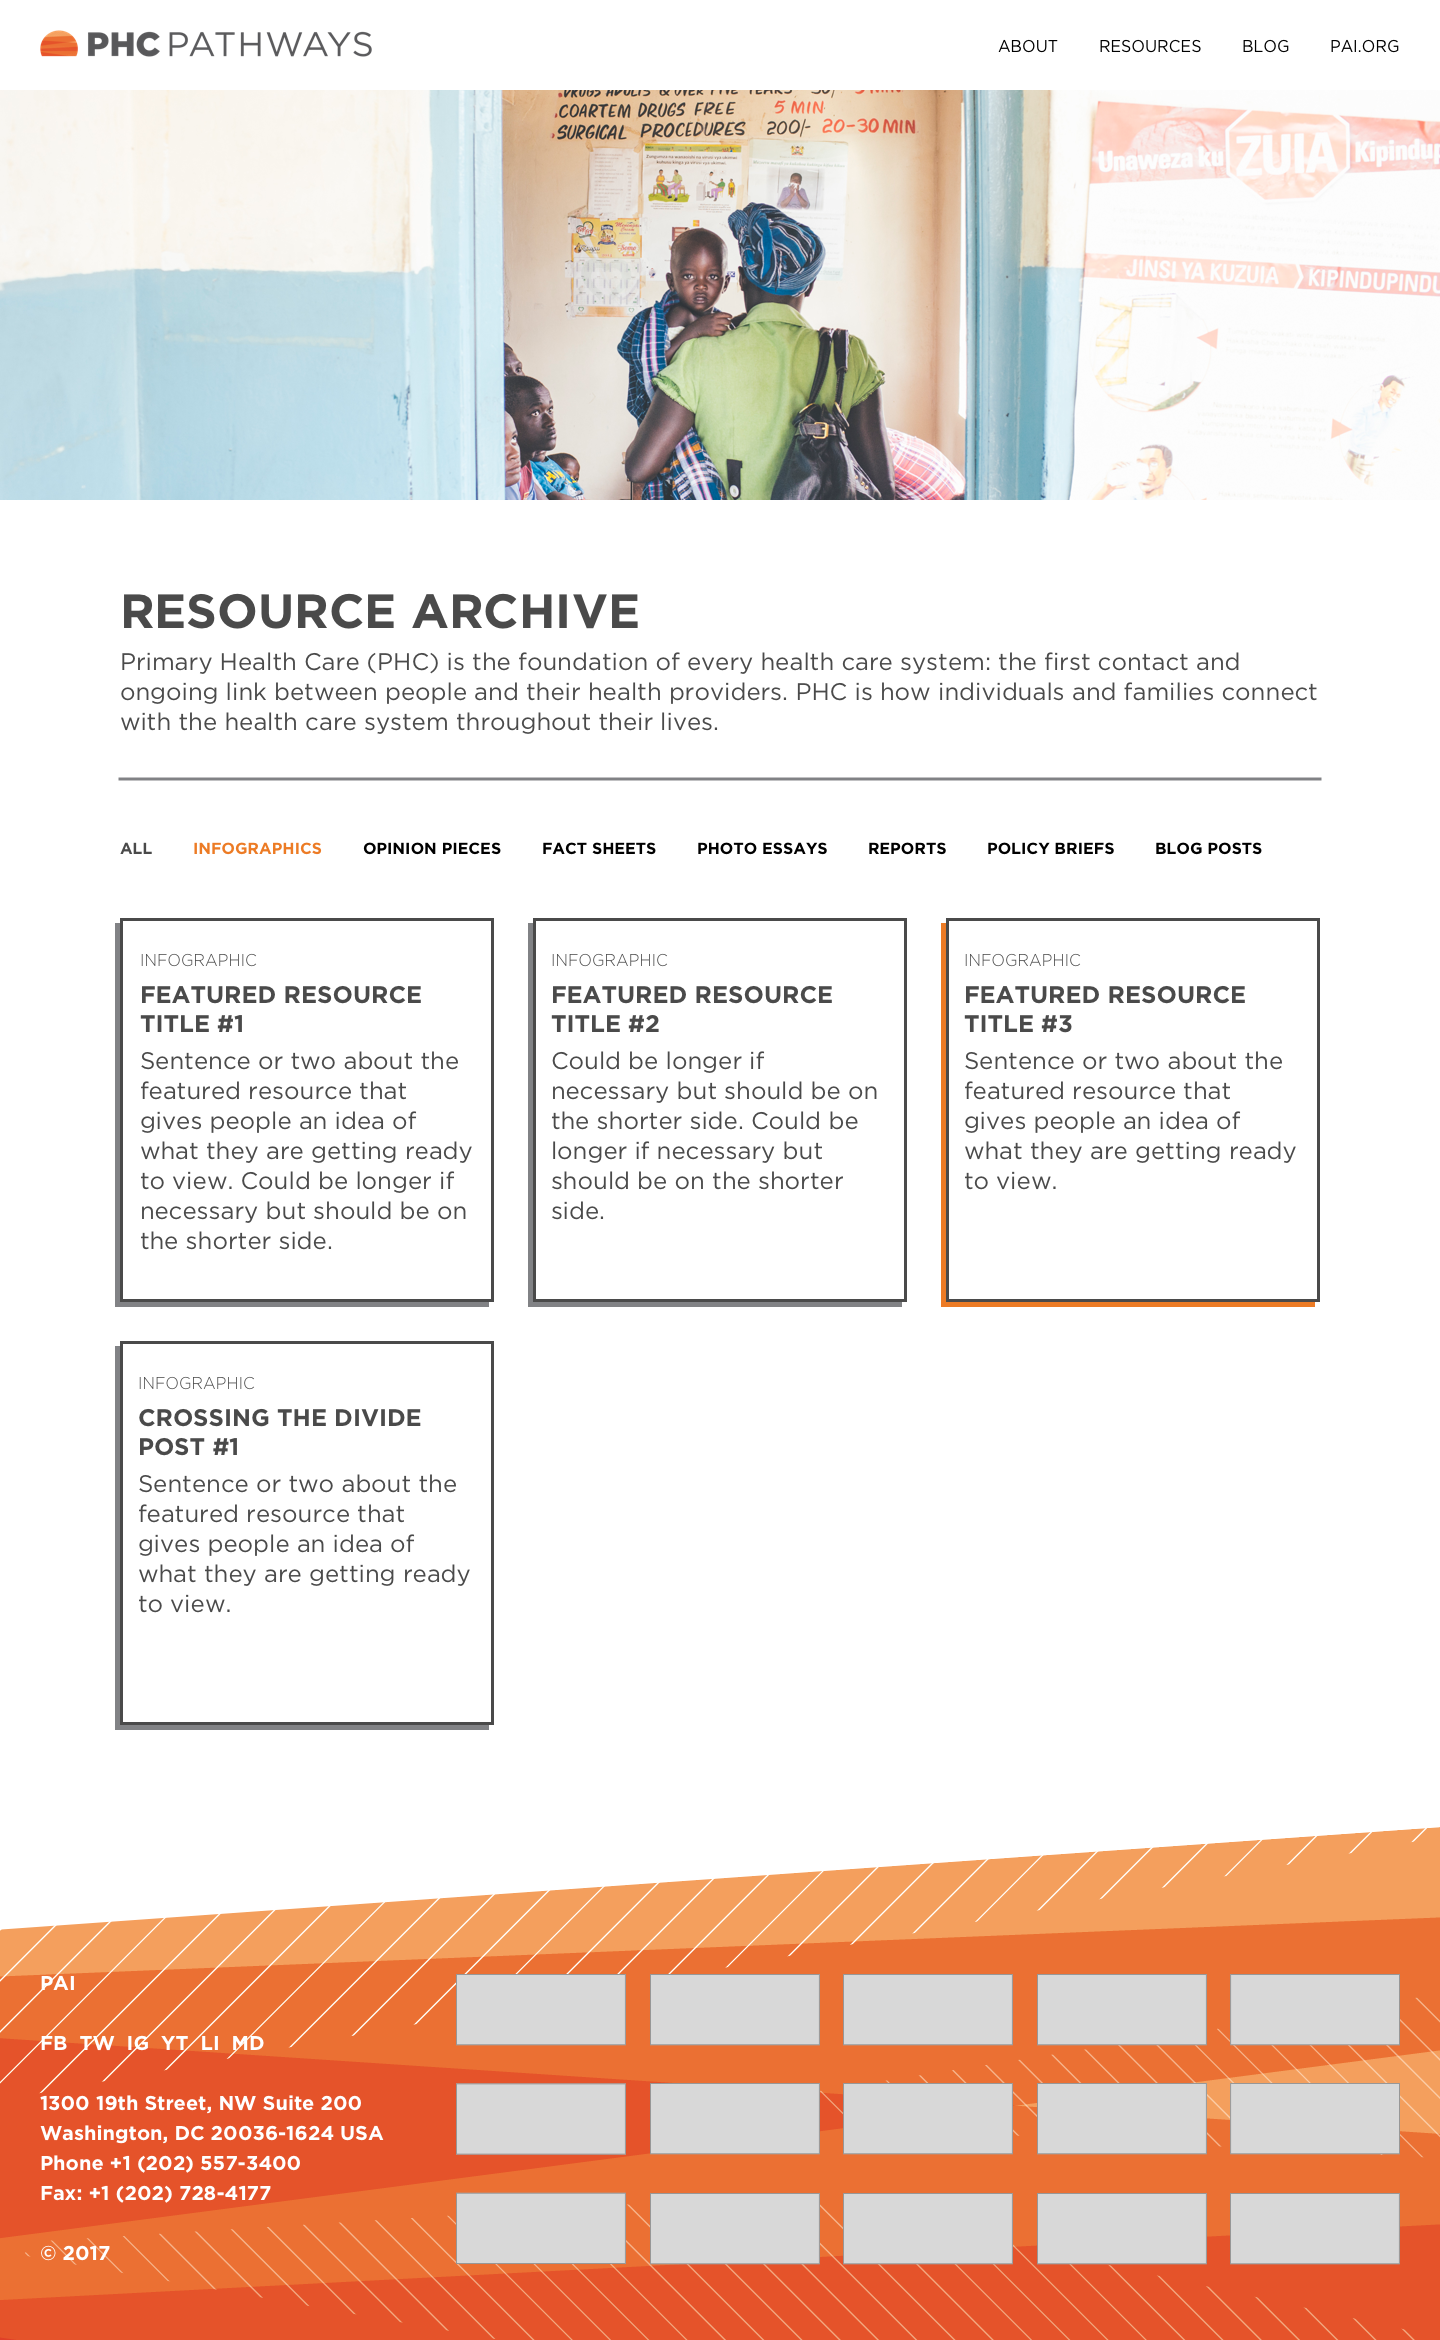 PHC PATHWAYS
ABOUT RESOURCES BLOG PAI.ORG
COARTEM DRUGS FREE 5 MIN
SURGICAL PROCEDURES 200/- 20-30 MIN
Unaweza ku ZUIA Kipindup
JINSI YA KUZUIA KIPINDUPINDU
RESOURCE ARCHIVE
Primary Health Care (PHC) is the foundation of every health care system: the first contact and
ongoing link between people and their health providers. PHC is how individuals and families connect
with the health care system throughout their lives.
ALL INFOGRAPHICS OPINION PIECES FACT SHEETS PHOTO ESSAYS REPORTS POLICY BRIEFS BLOG POSTS
INFOGRAPHIC
FEATURED RESOURCE
TITLE #1
Sentence or two about the
featured resource that
gives people an idea of
what they are getting ready
to view. Could be longer if
necessary but should be on
the shorter side.
INFOGRAPHIC
FEATURED RESOURCE
TITLE #2
Could be longer if
necessary but should be on
the shorter side. Could be
longer if necessary but
should be on the shorter
side.
INFOGRAPHIC
FEATURED RESOURCE
TITLE #3
Sentence or two about the
featured resource that
gives people an idea of
what they are getting ready
to view.
INFOGRAPHIC
CROSSING THE DIVIDE
POST #1
Sentence or two about the
featured resource that
gives people an idea of
what they are getting ready
to view.
PAI
FB TW IG YT LI MD
1300 19th Street, NW Suite 200
Washington, DC 20036-1624 USA
Phone +1 (202) 557-3400
Fax: +1 (202) 728-4177
© 2017